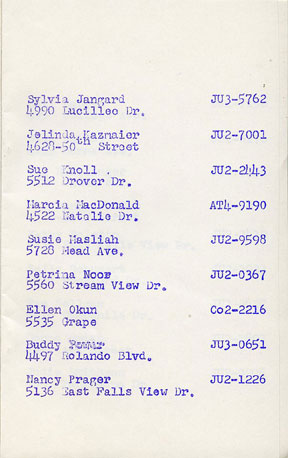 Sylvia Jangard JU3-5762
4990 Lucillee Dr.
Jelinda Kazmaier JU2-7001
4628-50th Street
Sue Knoll . JU2-2443
5512 Drover Dr.
Marcia MacDonald AT4-9190
4522 Natalie Dr.
Susie Masliah JU2-9598
5728 Mead Ave.
Petrina Noor JU2-0367
5560 Stream View Dr.
Ellen Okun Co2-2216
5535 Grape
Buddy JU3-0651
4497 Rolando Blvd.
Nancy Prager JU2-1226
5136 East Falls View Dr.